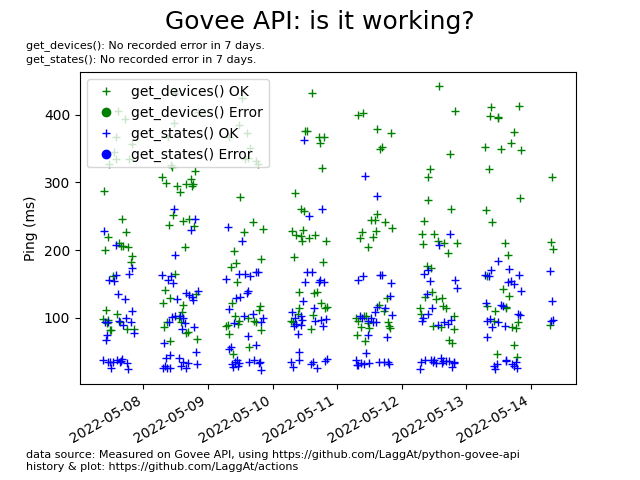 Govee API: is it working?
get_devices(): No recorded error in 7 days.
get_states(): No recorded error in 7 days.
get_devices() OK
get_devices() Error
get_states() OK
get_states() Error
Ping (ms)
400
300
200
100
2022-05-08
2022-05-09
2022-05-10
2022-05-11
2022-05-12
2022-05-13
2022-05-14
data source: Measured on Govee API, using https://github.com/LaggAt/python-govee-api
history & plot: https://github.com/LaggAt/actions